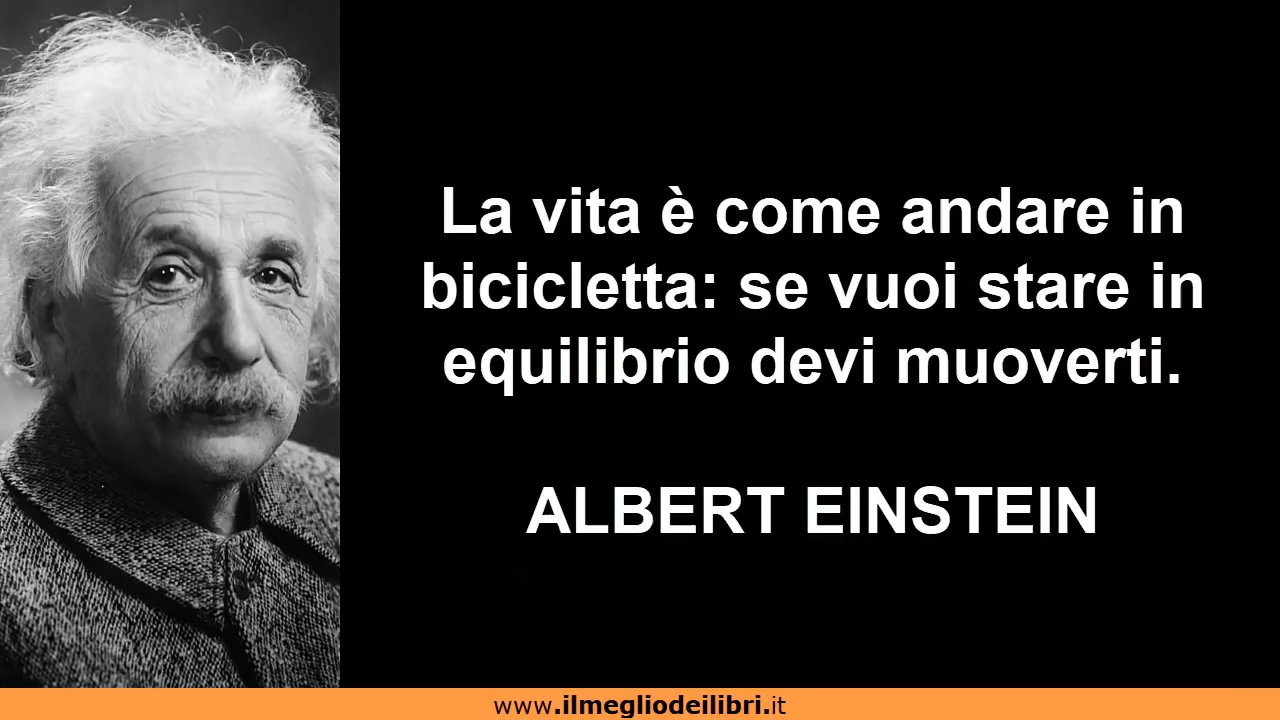 La vita è come andare in
bicicletta: se vuoi stare in
equilibrio devi muoverti.
ALBERT EINSTEIN
www.ilmegliodeilibri.it